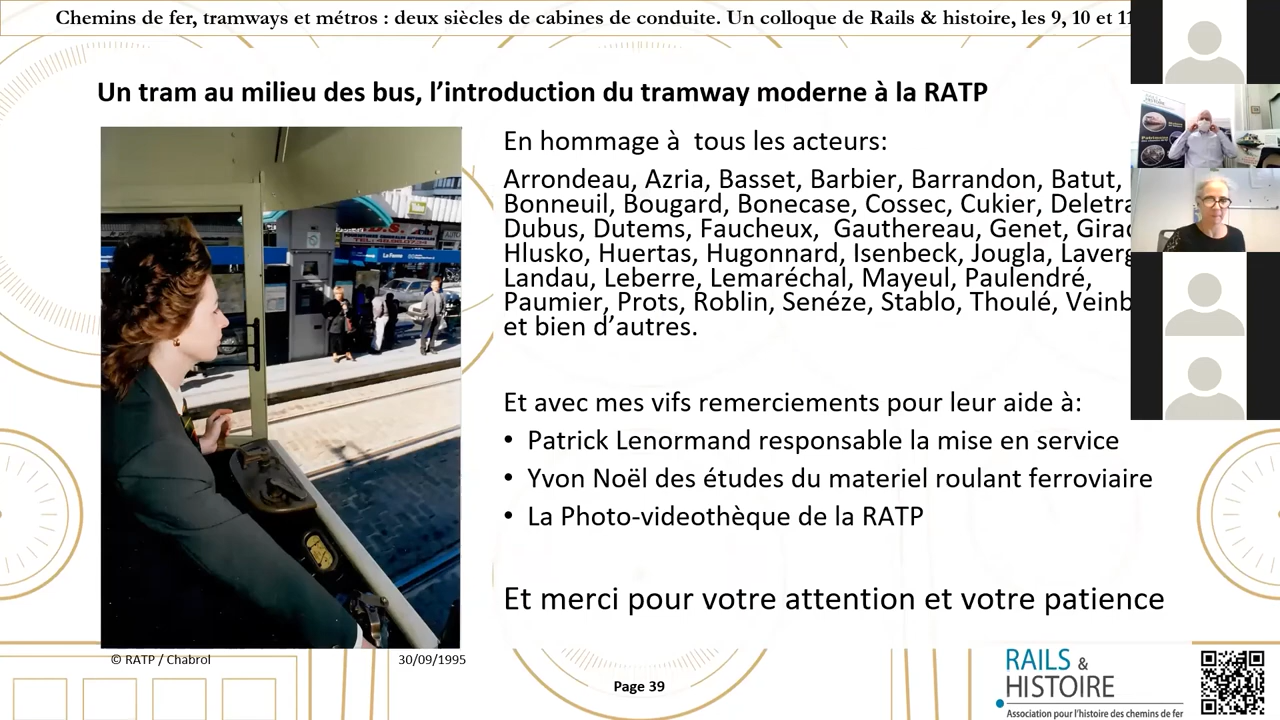 Chemins de fer, tramways et métros : deux siècles de cabines de conduite. Un colloque de Rails & histoire, les 9, 10 et 11
Un tram au milieu des bus, l’introduction du tramway moderne à la RATP
En hommage à tous les acteurs:
Arrondeau, Azria, Basset, Barbier, Barrandon, Batut,
Bonneuil, Bougard, Bonecase, Cossec, Cukier,
Dubus, Dutems, Faucheux, Gauthereau, Genet,
Hlusko, Huertas, Hugonnard, Isenbeck, Jougla,
Landau, Leberre, Lemaréchal, Mayeul, Paulendré,
Paumier, Prots, Roblin, Senéze, Stablo, Thoulé,
et bien d’autres.
Et avec mes vifs remerciements pour leur aide à:
• Patrick Lenormand responsable la mise en service
• Yvon Noël des études du materiel roulant ferroviaire
• La Photo-videothèque de la RATP
Et merci pour votre attention et votre patience
© RATP / Chabrol
30/09/1995
Page 39
RAILS &
HISTOIRE
Association pour l'histoire des chemins de fer